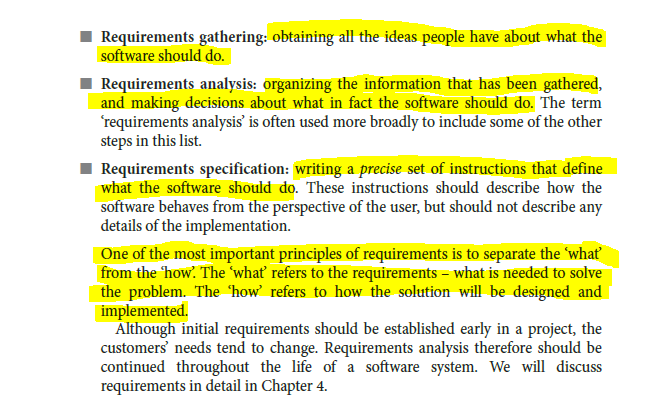 ■ Requirements gathering: obtaining all the ideas people have about what the
software should do.
■ Requirements analysis: organizing the information that has been gathered,
and making decisions about what in fact the software should do. The term
‘requirements analysis’ is often used more broadly to include some of the other
steps in this list.
■ Requirements specification: writing a precise set of instructions that define
what the software should do. These instructions should describe how the
software behaves from the perspective of the user, but should not describe any
details of the implementation.
One of the most important principles of requirements is to separate the ‘what’
from the ‘how’. The ‘what’ refers to the requirements – what is needed to solve
the problem. The ‘how’ refers to how the solution will be designed and
implemented.
Although initial requirements should be established early in a project, the
customers’ needs tend to change. Requirements analysis therefore should be
continued throughout the life of a software system. We will discuss
requirements in detail in Chapter 4.